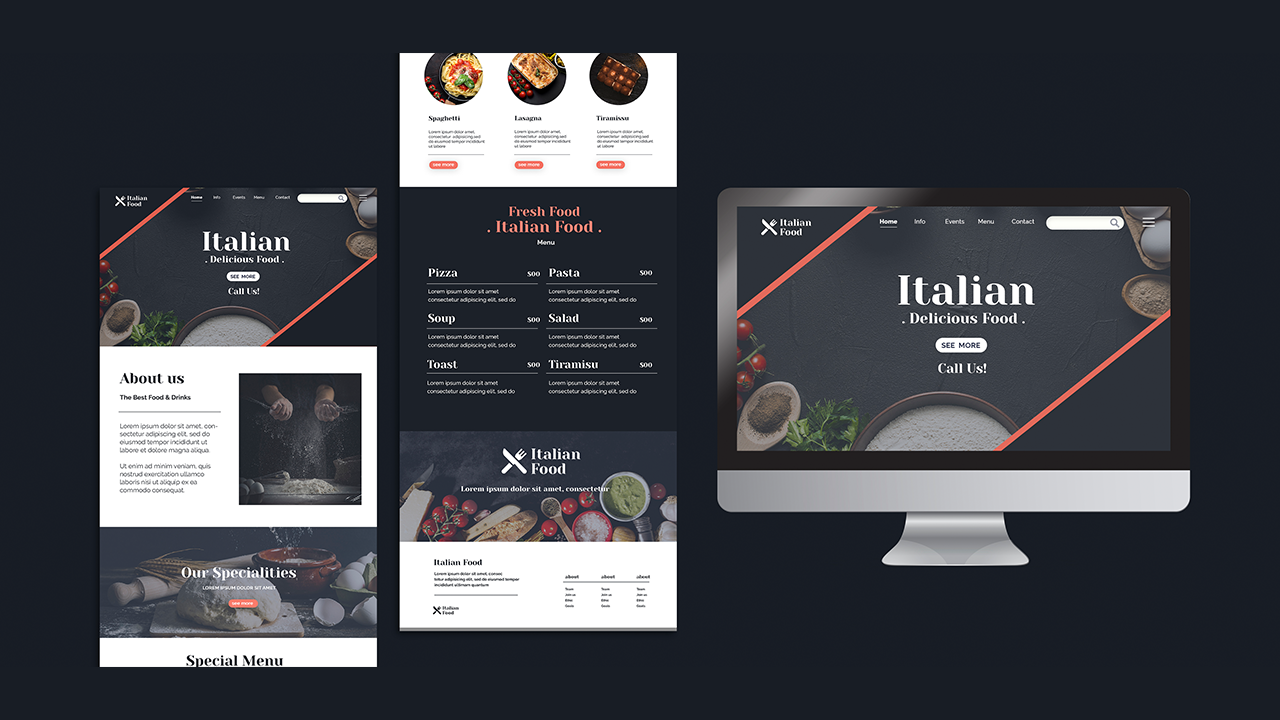 Italian
Food
Home Info Events Menu Contact
Italian
. Delicious Food .
SEE MORE
Call Us!
About us
The Best Food & Drinks
Lorem ipsum dolor sit amet, con-
sectetur adipiscing elit, sed do
eiusmod tempor incididunt ut
labore et dolore magna aliqua.
Ut enim ad minim veniam, quis
nostrud exercitation ullamco
laboris nisi ut aliquip ex ea
commodo consequat.
Our Specialities
LOREM IPSUM DOLOR SIT AMET
see more
Special Menu
Spaghetti
Lorem ipsum dolor amet,
consectetur adipiscing sed
do eiusmod tempor incididunt
ut labore
see more
Lasagna
Lorem ipsum dolor amet,
consectetur adipiscing sed
do eiusmod tempor incididunt
ut labore
see more
Tiramissu
Lorem ipsum dolor amet,
consectetur adipiscing sed
do eiusmod tempor incididunt
ut labore
see more
Fresh Food
. Italian Food .
Menu
Pizza $00
Lorem ipsum dolor sit amet
consectetur adipiscing elit, sed do
Pasta $00
Lorem ipsum dolor sit amet
consectetur adipiscing elit, sed do
Soup $00
Lorem ipsum dolor sit amet
consectetur adipiscing elit, sed do
Salad $00
Lorem ipsum dolor sit amet
consectetur adipiscing elit, sed do
Toast $00
Lorem ipsum dolor sit amet
consectetur adipiscing elit, sed do
Tiramisu $00
Lorem ipsum dolor sit amet
consectetur adipiscing elit, sed do
Italian
Food
Lorem ipsum dolor sit amet, consectetur
Italian Food
Lorem ipsum dolor sit amet, consec
tetur adipiscing elit, sed do tempor
incididunt utlimam quanture
Italian
Food
about about about
Team Team Team
Join us Join us Join us
Ethic Ethic Ethic
Goals Goals Goals
Italian
Food
Home Info Events Menu Contact
Italian
. Delicious Food .
SEE MORE
Call Us!